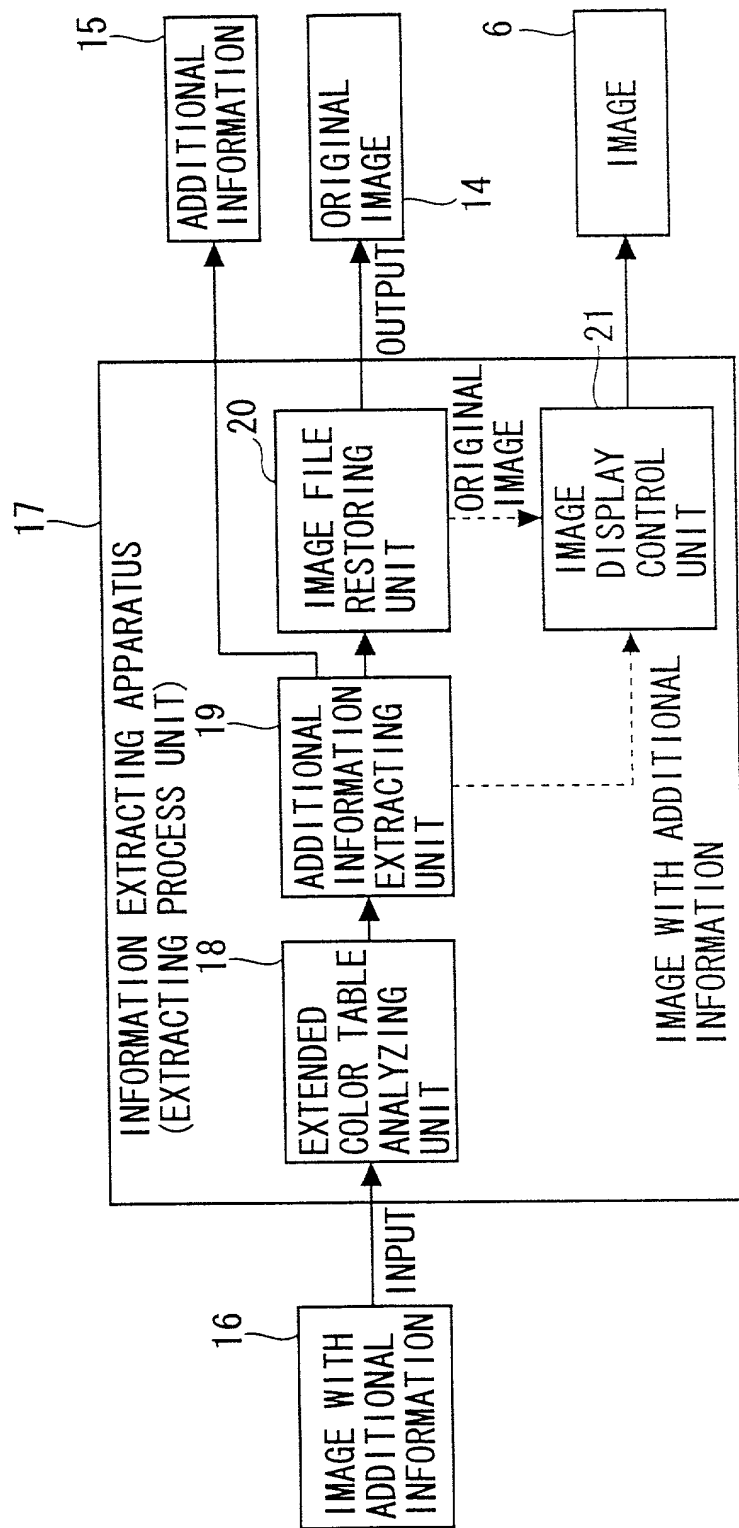 17
INFORMATION EXTRACTING APPARATUS
(EXTRACTING PROCESS UNIT)
16
IMAGE WITH
ADDITIONAL
INFORMATION
INPUT
18
EXTENDED
COLOR TABLE
ANALYZING
UNIT
19
ADDITIONAL
INFORMATION
EXTRACTING
UNIT
20
IMAGE FILE
RESTORING
UNIT
ORIGINAL
IMAGE
IMAGE WITH ADDITIONAL
INFORMATION
21
IMAGE
DISPLAY
CONTROL
UNIT
OUTPUT
15
ADDITIONAL
INFORMATION
ORIGINAL
IMAGE
14
6
IMAGE